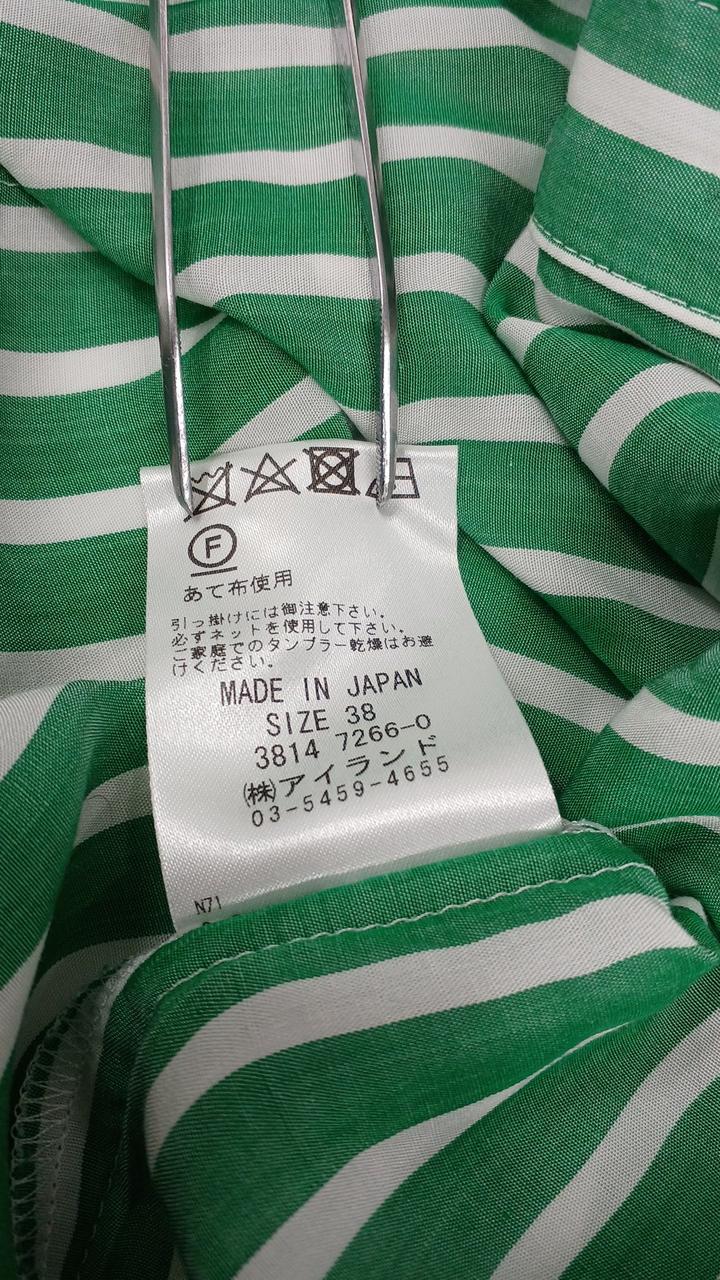 F
あて布使用
引っ掛けには御注意下さい。
必ずネットを使用して下さい。
ご家庭でのタンブラー乾燥はお避
けください。
MADE IN JAPAN
SIZE 38
3814 7266-0
㈱アイランド
03-5459-4655
N71